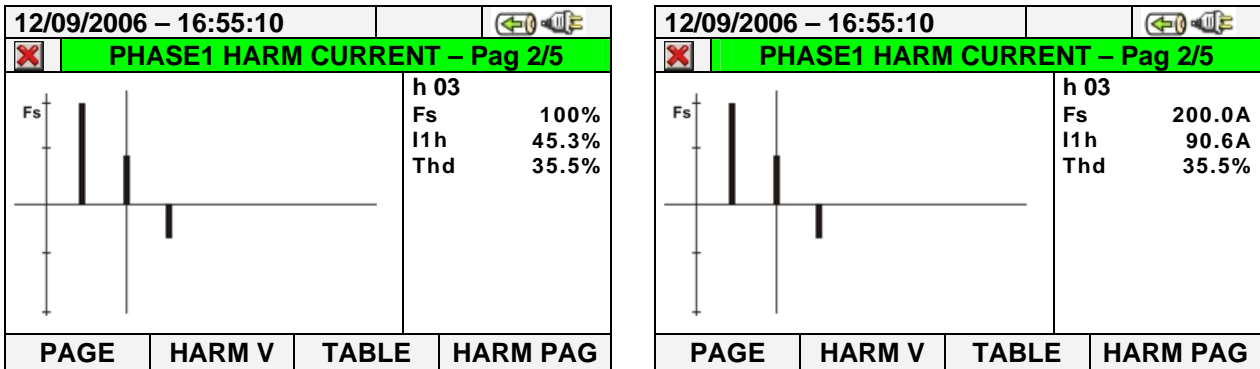 12/09/2006 – 16:55:10
PHASE1 HARM CURRENT – Pag 2/5
h 03
Fs
Fs 100%
I1h 45.3%
Thd 35.5%
PAGE HARM V TABLE HARM PAG
12/09/2006 – 16:55:10
PHASE1 HARM CURRENT – Pag 2/5
h 03
Fs
Fs 200.0A
I1h 90.6A
Thd 35.5%
PAGE HARM V TABLE HARM PAG